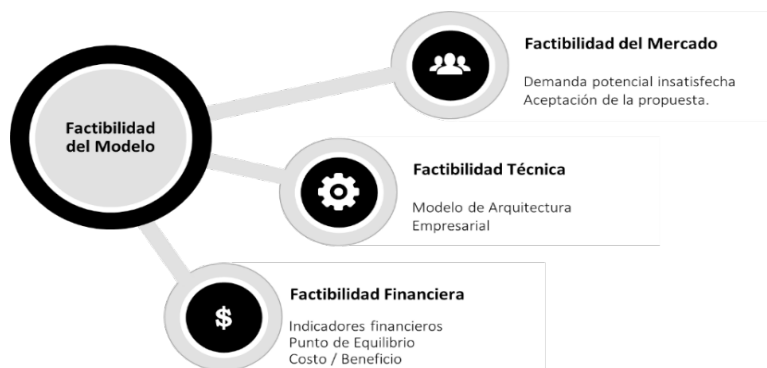 Factibilidad
del Modelo
Factibilidad del Mercado
Demanda potencial insatisfecha
Aceptación de la propuesta.
Factibilidad Técnica
Modelo de Arquitectura
Empresarial
$
Factibilidad Financiera
Indicadores financieros
Punto de Equilibrio
Costo / Beneficio